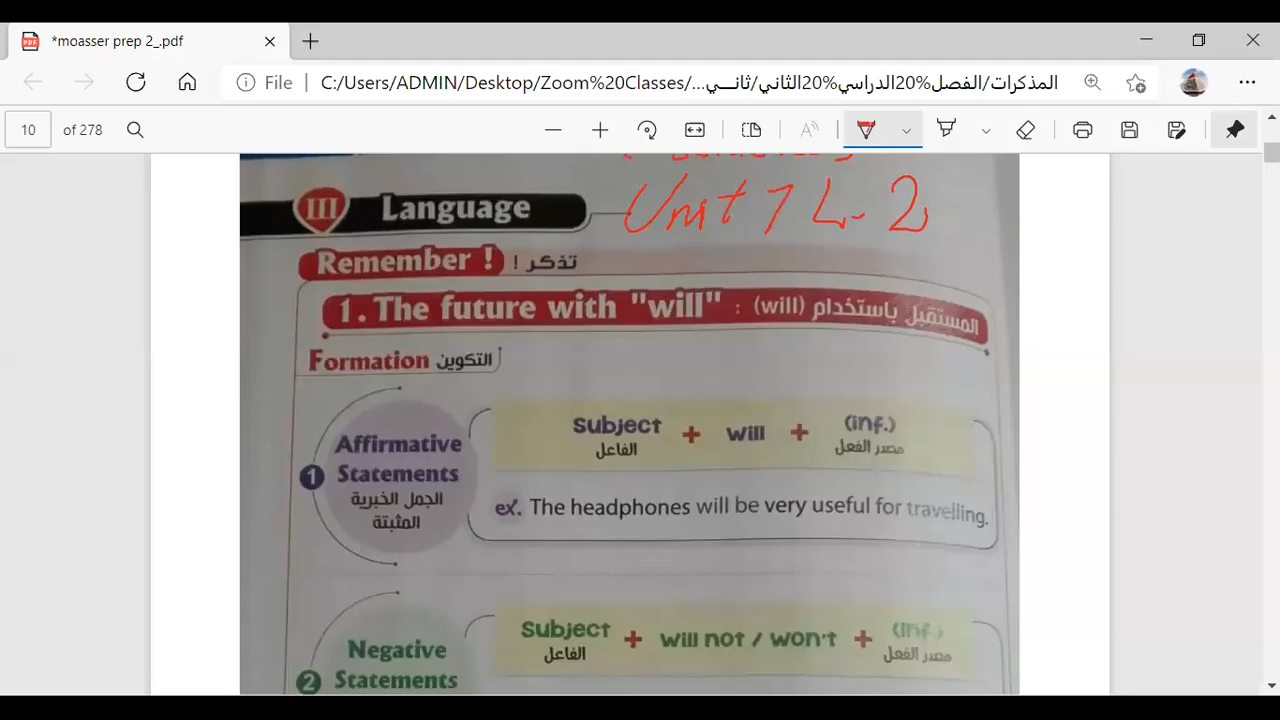 *moasser prep 2_.pdf
File C:/Users/ADMIN/Desktop/Zoom%20Classes/...المذكرات/الفصل%20الدراسي%20الثاني/ثانـــي
10 of 278
Unit 7 L. 2
III Language
Remember ! تذكر !
1. The future with "will" : المستقبل باستخدام (will)
Formation التكوين
Subject + will + (inf.)
الفاعل مصدر الفعل
1 Affirmative Statements
الجمل الخبرية
المثبتة
ex. The headphones will be very useful for travelling.
Subject + will not / won't + (inf.)
الفاعل مصدر الفعل
2 Negative Statements